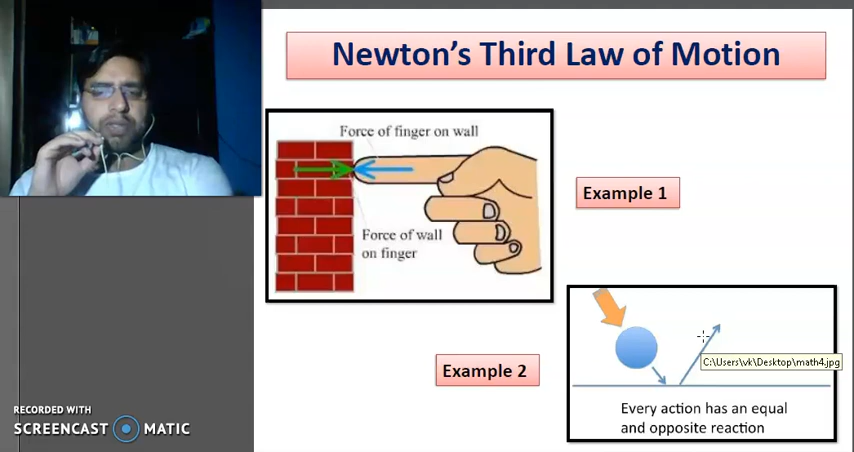 Newton's Third Law of Motion
Force of finger on wall
Example 1
Force of wall
on finger
Example 2
C:\Users\vk\Desktop\math4.jpg
Every action has an equal
and opposite reaction
RECORDED WITH
SCREENCAST MATIC